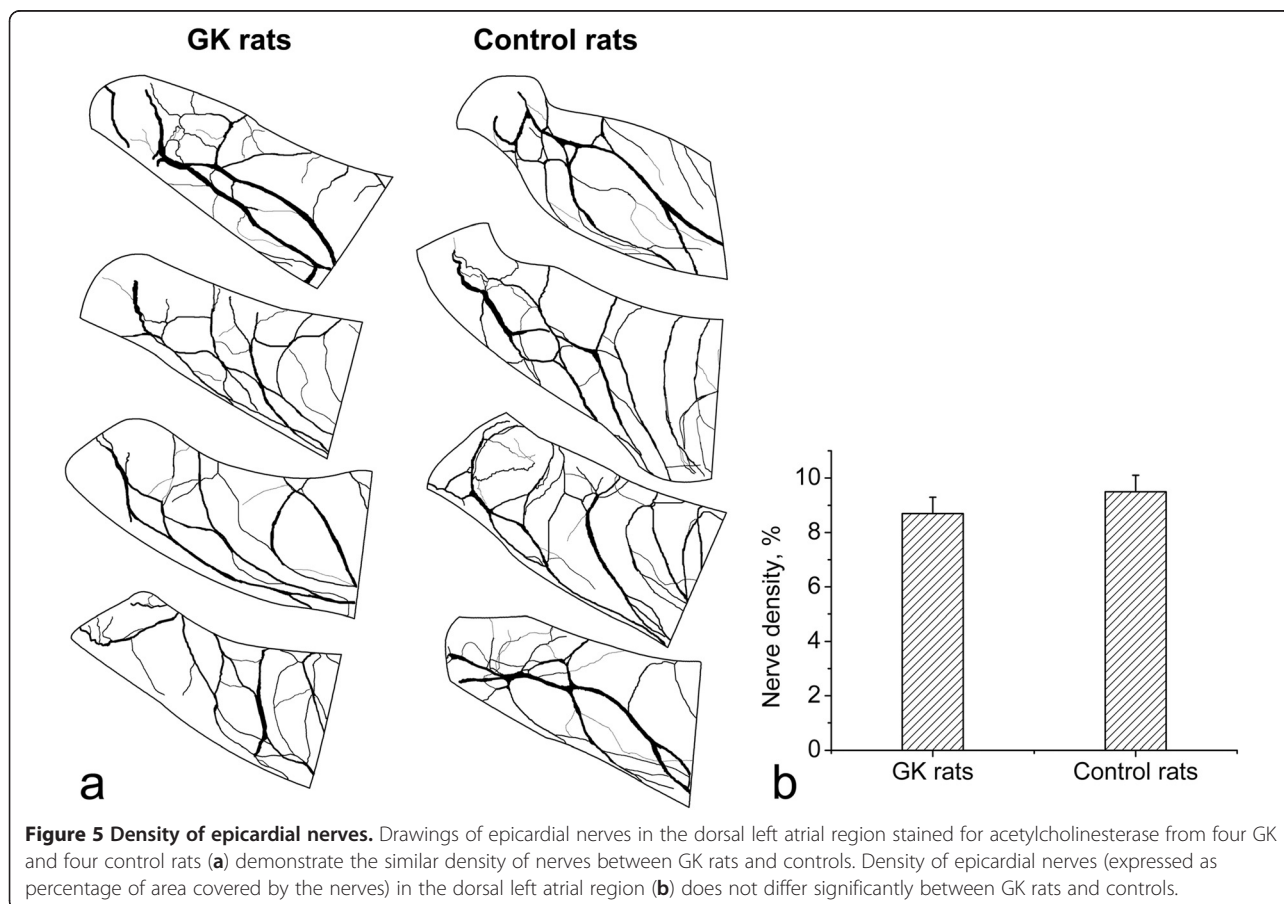 GK rats
Control rats
a
10
8
6
4
2
0
Nerve density, %
GK rats
Control rats
b
Figure 5 Density of epicardial nerves. Drawings of epicardial nerves in the dorsal left atrial region stained for acetylcholinesterase from four GK
and four control rats (a) demonstrate the similar density of nerves between GK rats and controls. Density of epicardial nerves (expressed as
percentage of area covered by the nerves) in the dorsal left atrial region (b) does not differ significantly between GK rats and controls.